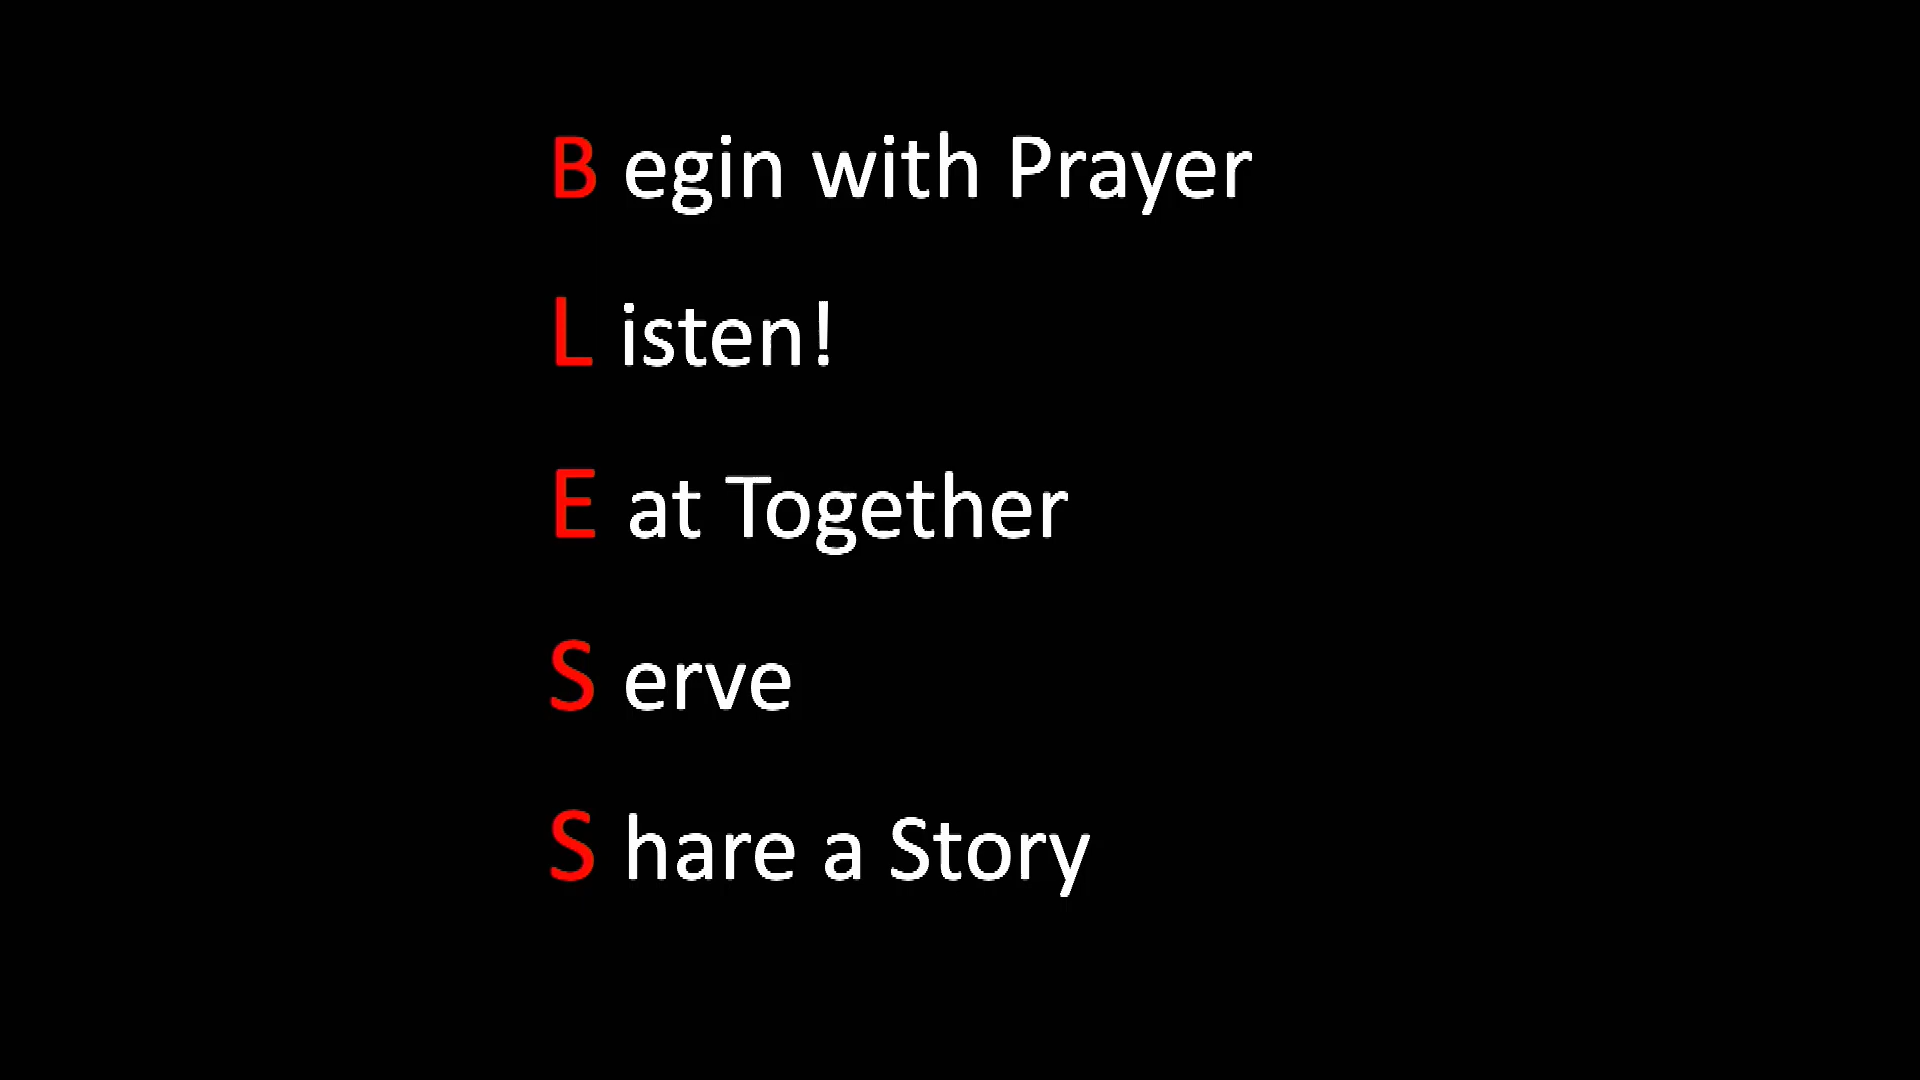 B egin with Prayer
L isten!
E at Together
S erve
S hare a Story